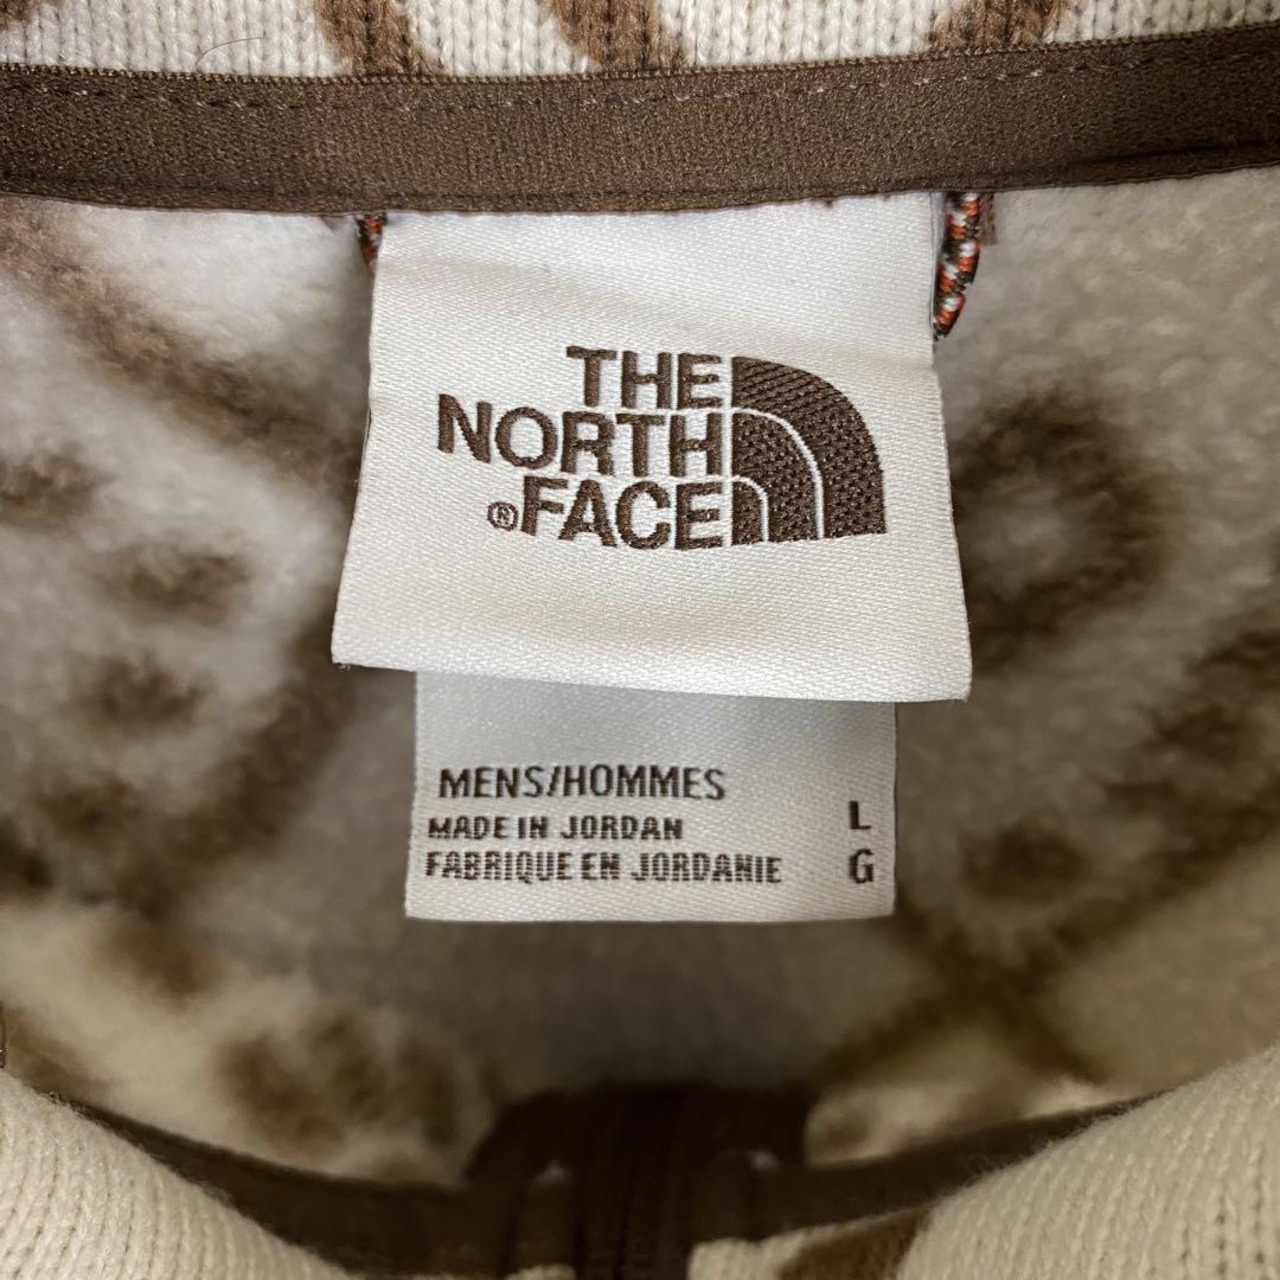 THE
NORTH
®FACE
MENS/HOMMES
MADE IN JORDAN L
FABRIQUE EN JORDANIE G